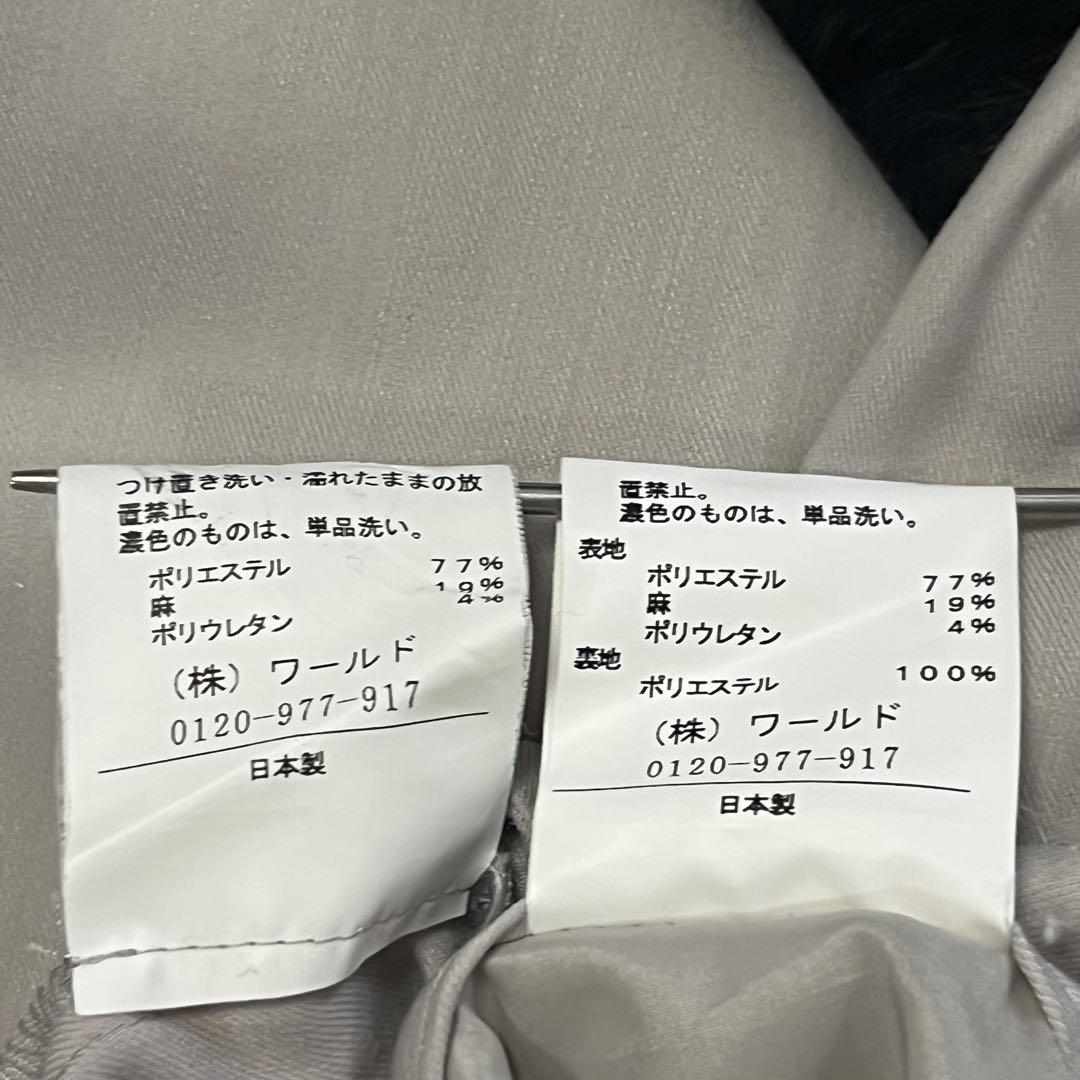 つけ置き洗い・濡れたままの放
置禁止。
濃色のものは、単品洗い。
ポリエステル 77%
麻 19%
ポリウレタン 4%
(株) ワールド
0120-977-917
日本製
置禁止。
濃色のものは、単品洗い。
表地
ポリエステル 77%
麻 19%
ポリウレタン 4%
裏地
ポリエステル 100%
(株) ワールド
0120-977-917
日本製